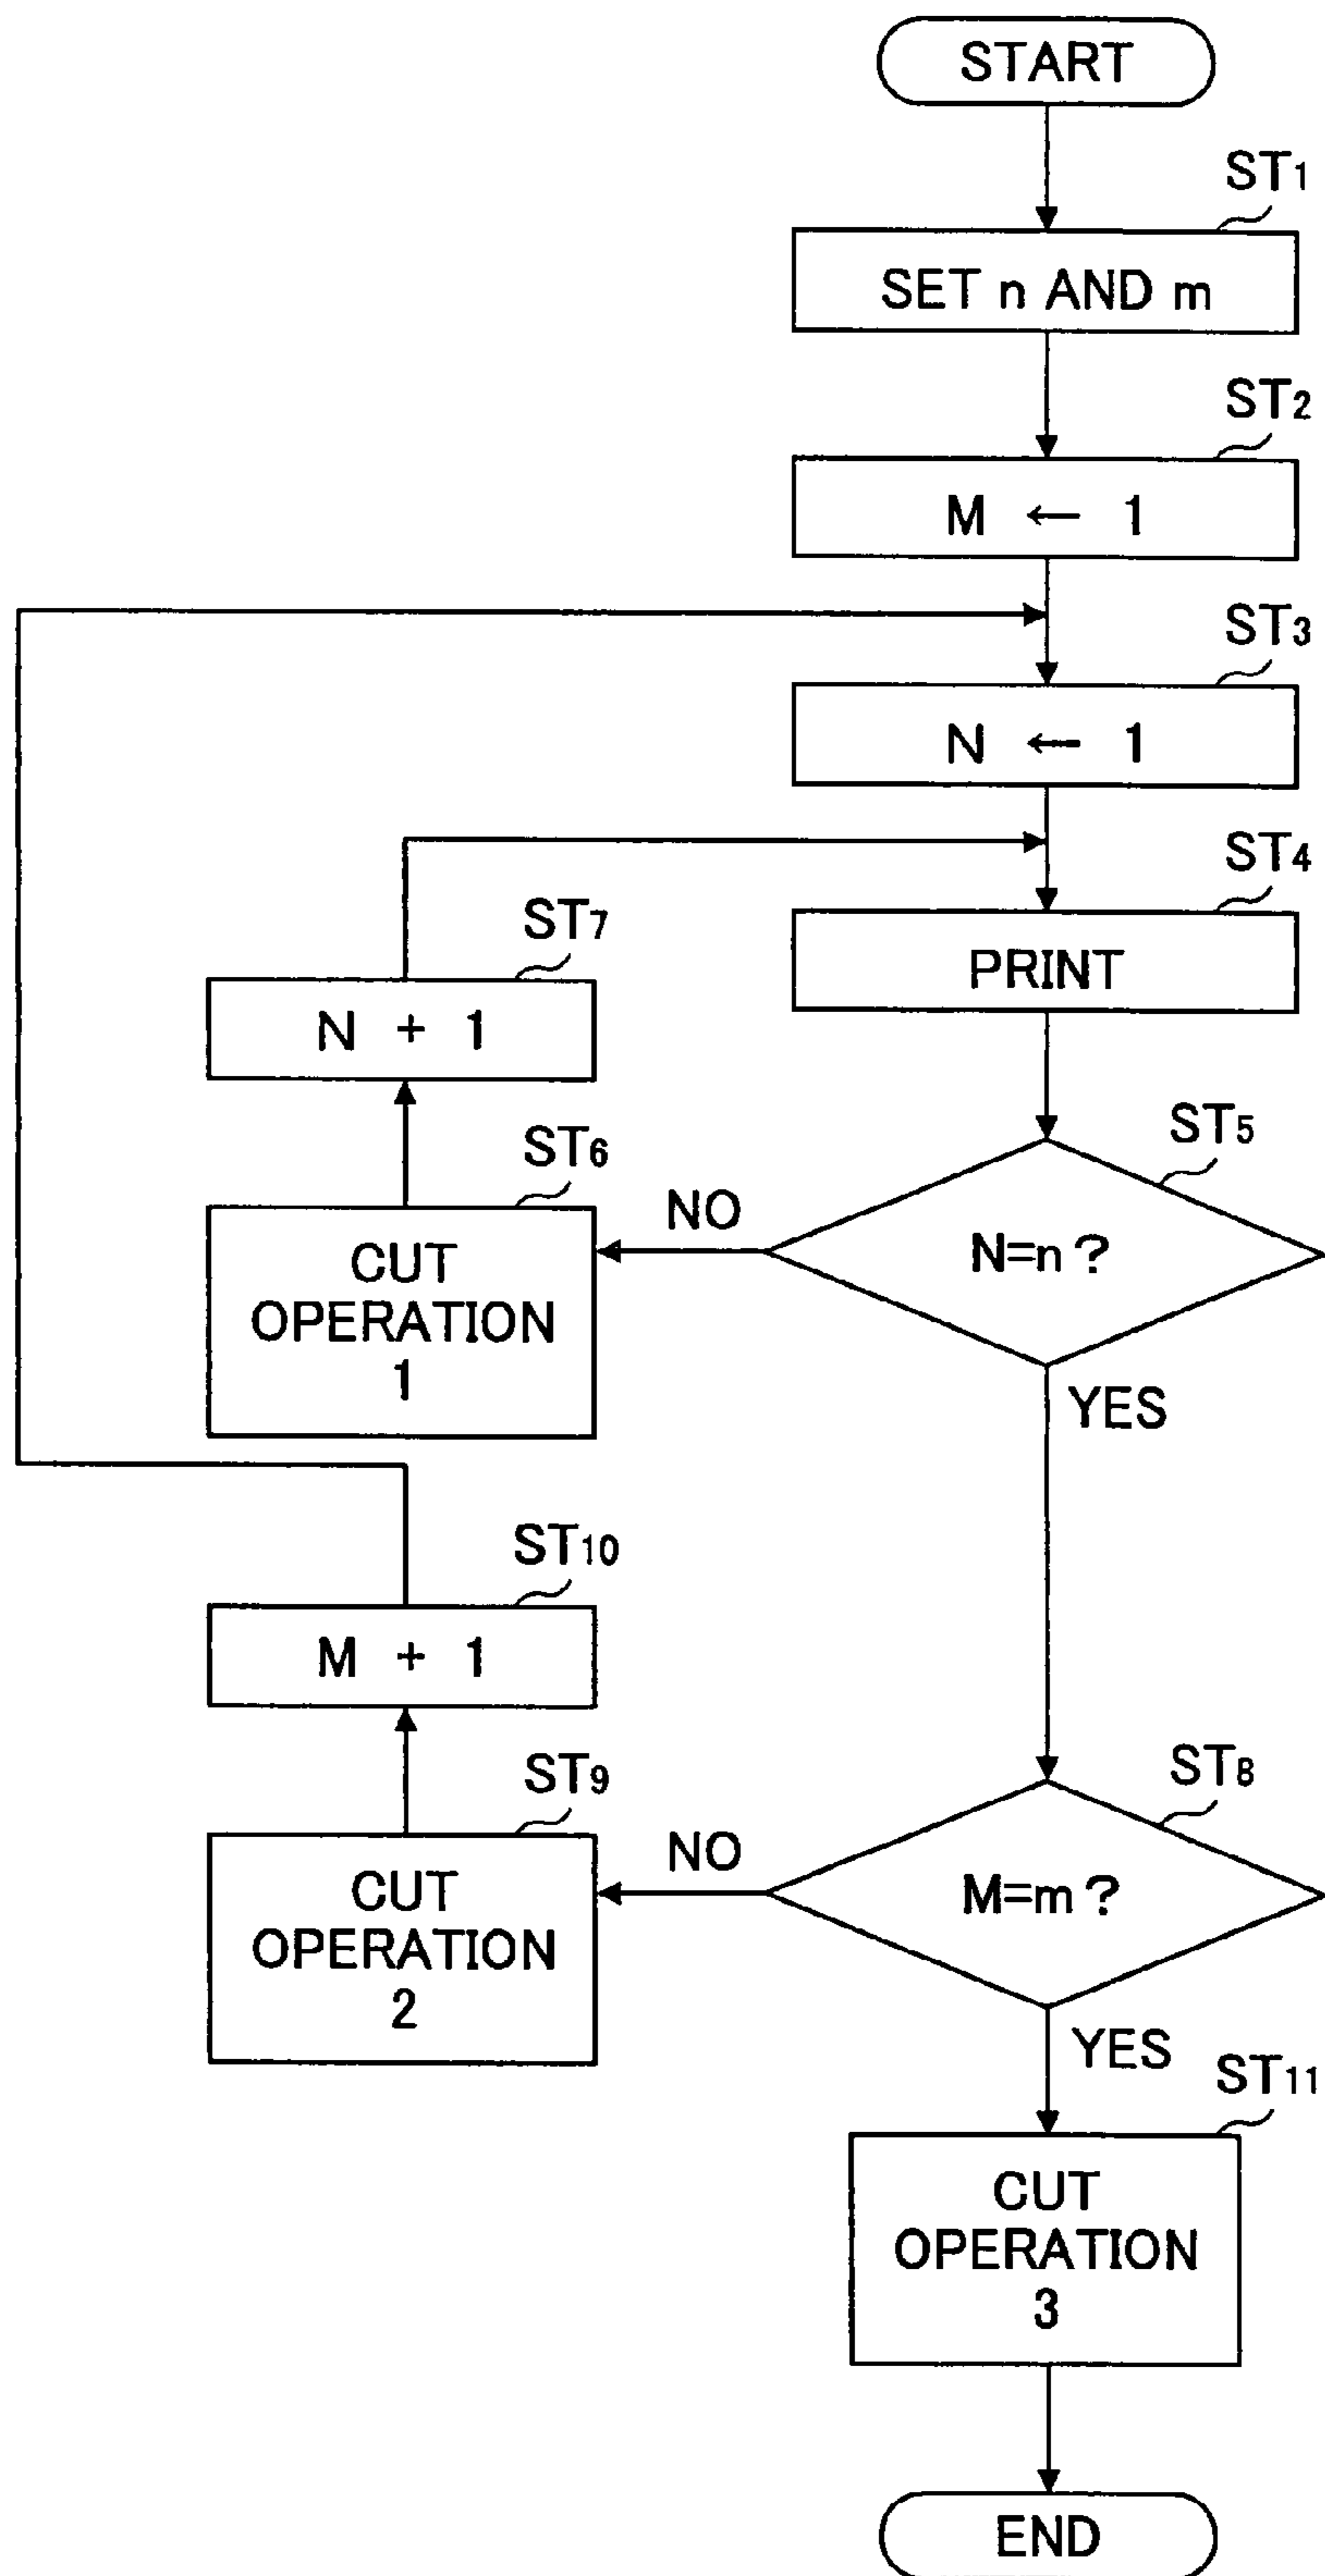 START
ST1
SET n AND m
ST2
M ← 1
ST3
N ← 1
ST4
PRINT
ST7
N + 1
ST5
N=n?
NO
ST6
CUT
OPERATION
1
YES
ST10
M + 1
ST8
M=m?
NO
ST9
CUT
OPERATION
2
YES
ST11
CUT
OPERATION
3
END